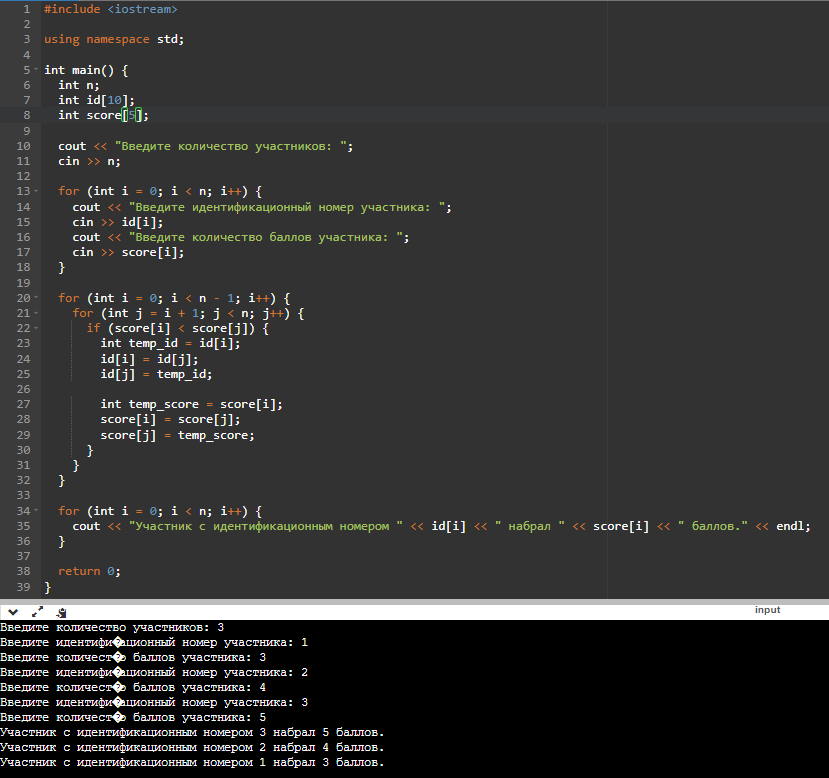 1 #include <iostream>
2
3 using namespace std;
4
5 int main() {
6 int n;
7 int id[10];
8 int score[5];
9
10 cout << "Введите количество участников: ";
11 cin >> n;
12
13 for (int i = 0; i < n; i++) {
14 cout << "Введите идентификационный номер участника: ";
15 cin >> id[i];
16 cout << "Введите количество баллов участника: ";
17 cin >> score[i];
18 }
19
20 for (int i = 0; i < n - 1; i++) {
21 for (int j = i + 1; j < n; j++) {
22 if (score[i] < score[j]) {
23 int temp_id = id[i];
24 id[i] = id[j];
25 id[j] = temp_id;
26
27 int temp_score = score[i];
28 score[i] = score[j];
29 score[j] = temp_score;
30 }
31 }
32 }
33
34 for (int i = 0; i < n; i++) {
35 cout << "Участник с идентификационным номером " << id[i] << " набрал " << score[i] << " баллов." << endl;
36 }
37
38 return 0;
39 }
input
Введите количество участников: 3
Введите идентифи�ационный номер участника: 1
Введите количест�о баллов участника: 3
Введите идентифи�ационный номер участника: 2
Введите количест�о баллов участника: 4
Введите идентифи�ационный номер участника: 3
Введите количест�о баллов участника: 5
Участник с идентификационным номером 3 набрал 5 баллов.
Участник с идентификационным номером 2 набрал 4 баллов.
Участник с идентификационным номером 1 набрал 3 баллов.